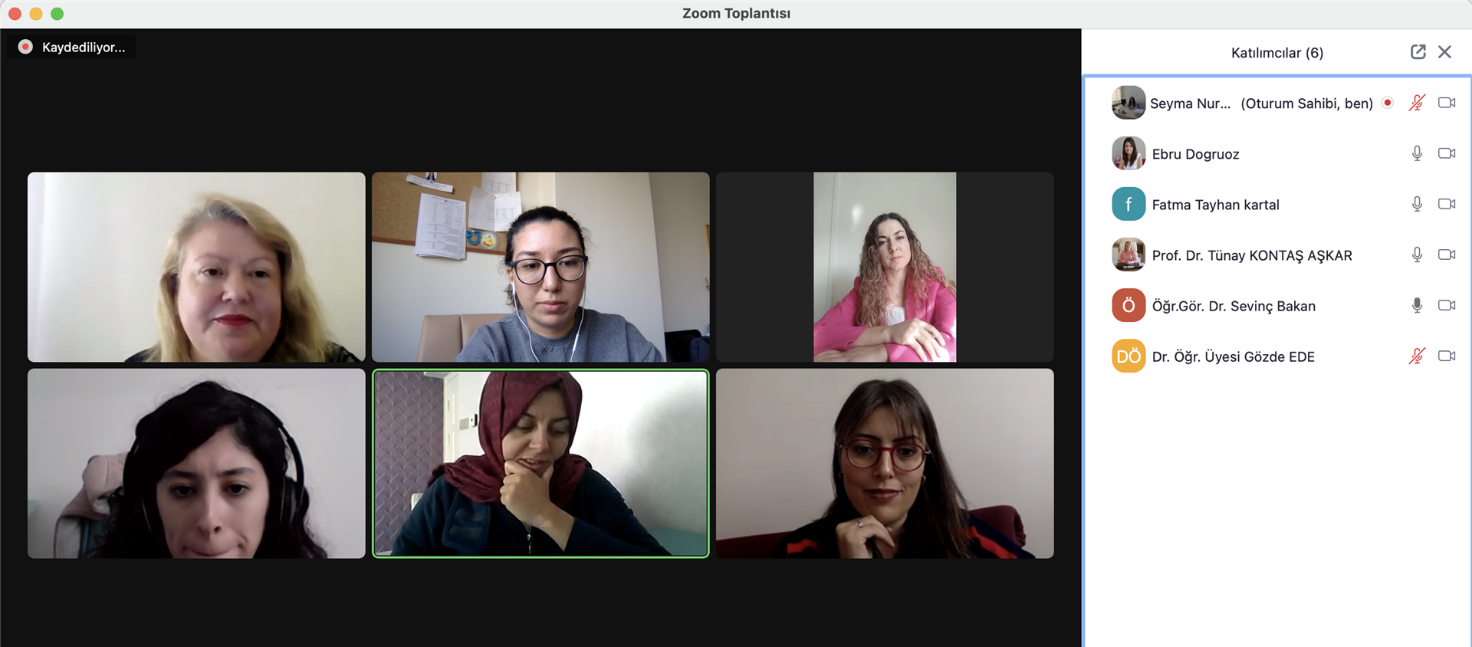 Zoom Toplantısı
Kaydediliyor...
Katılımcılar (6)
Seyma Nur... (Oturum Sahibi, ben)
Ebru Dogruoz
f Fatma Tayhan kartal
Prof. Dr. Tünay KONTAŞ AŞKAR
Ö Öğr.Gör. Dr. Sevinç Bakan
DÖ Dr. Öğr. Üyesi Gözde EDE